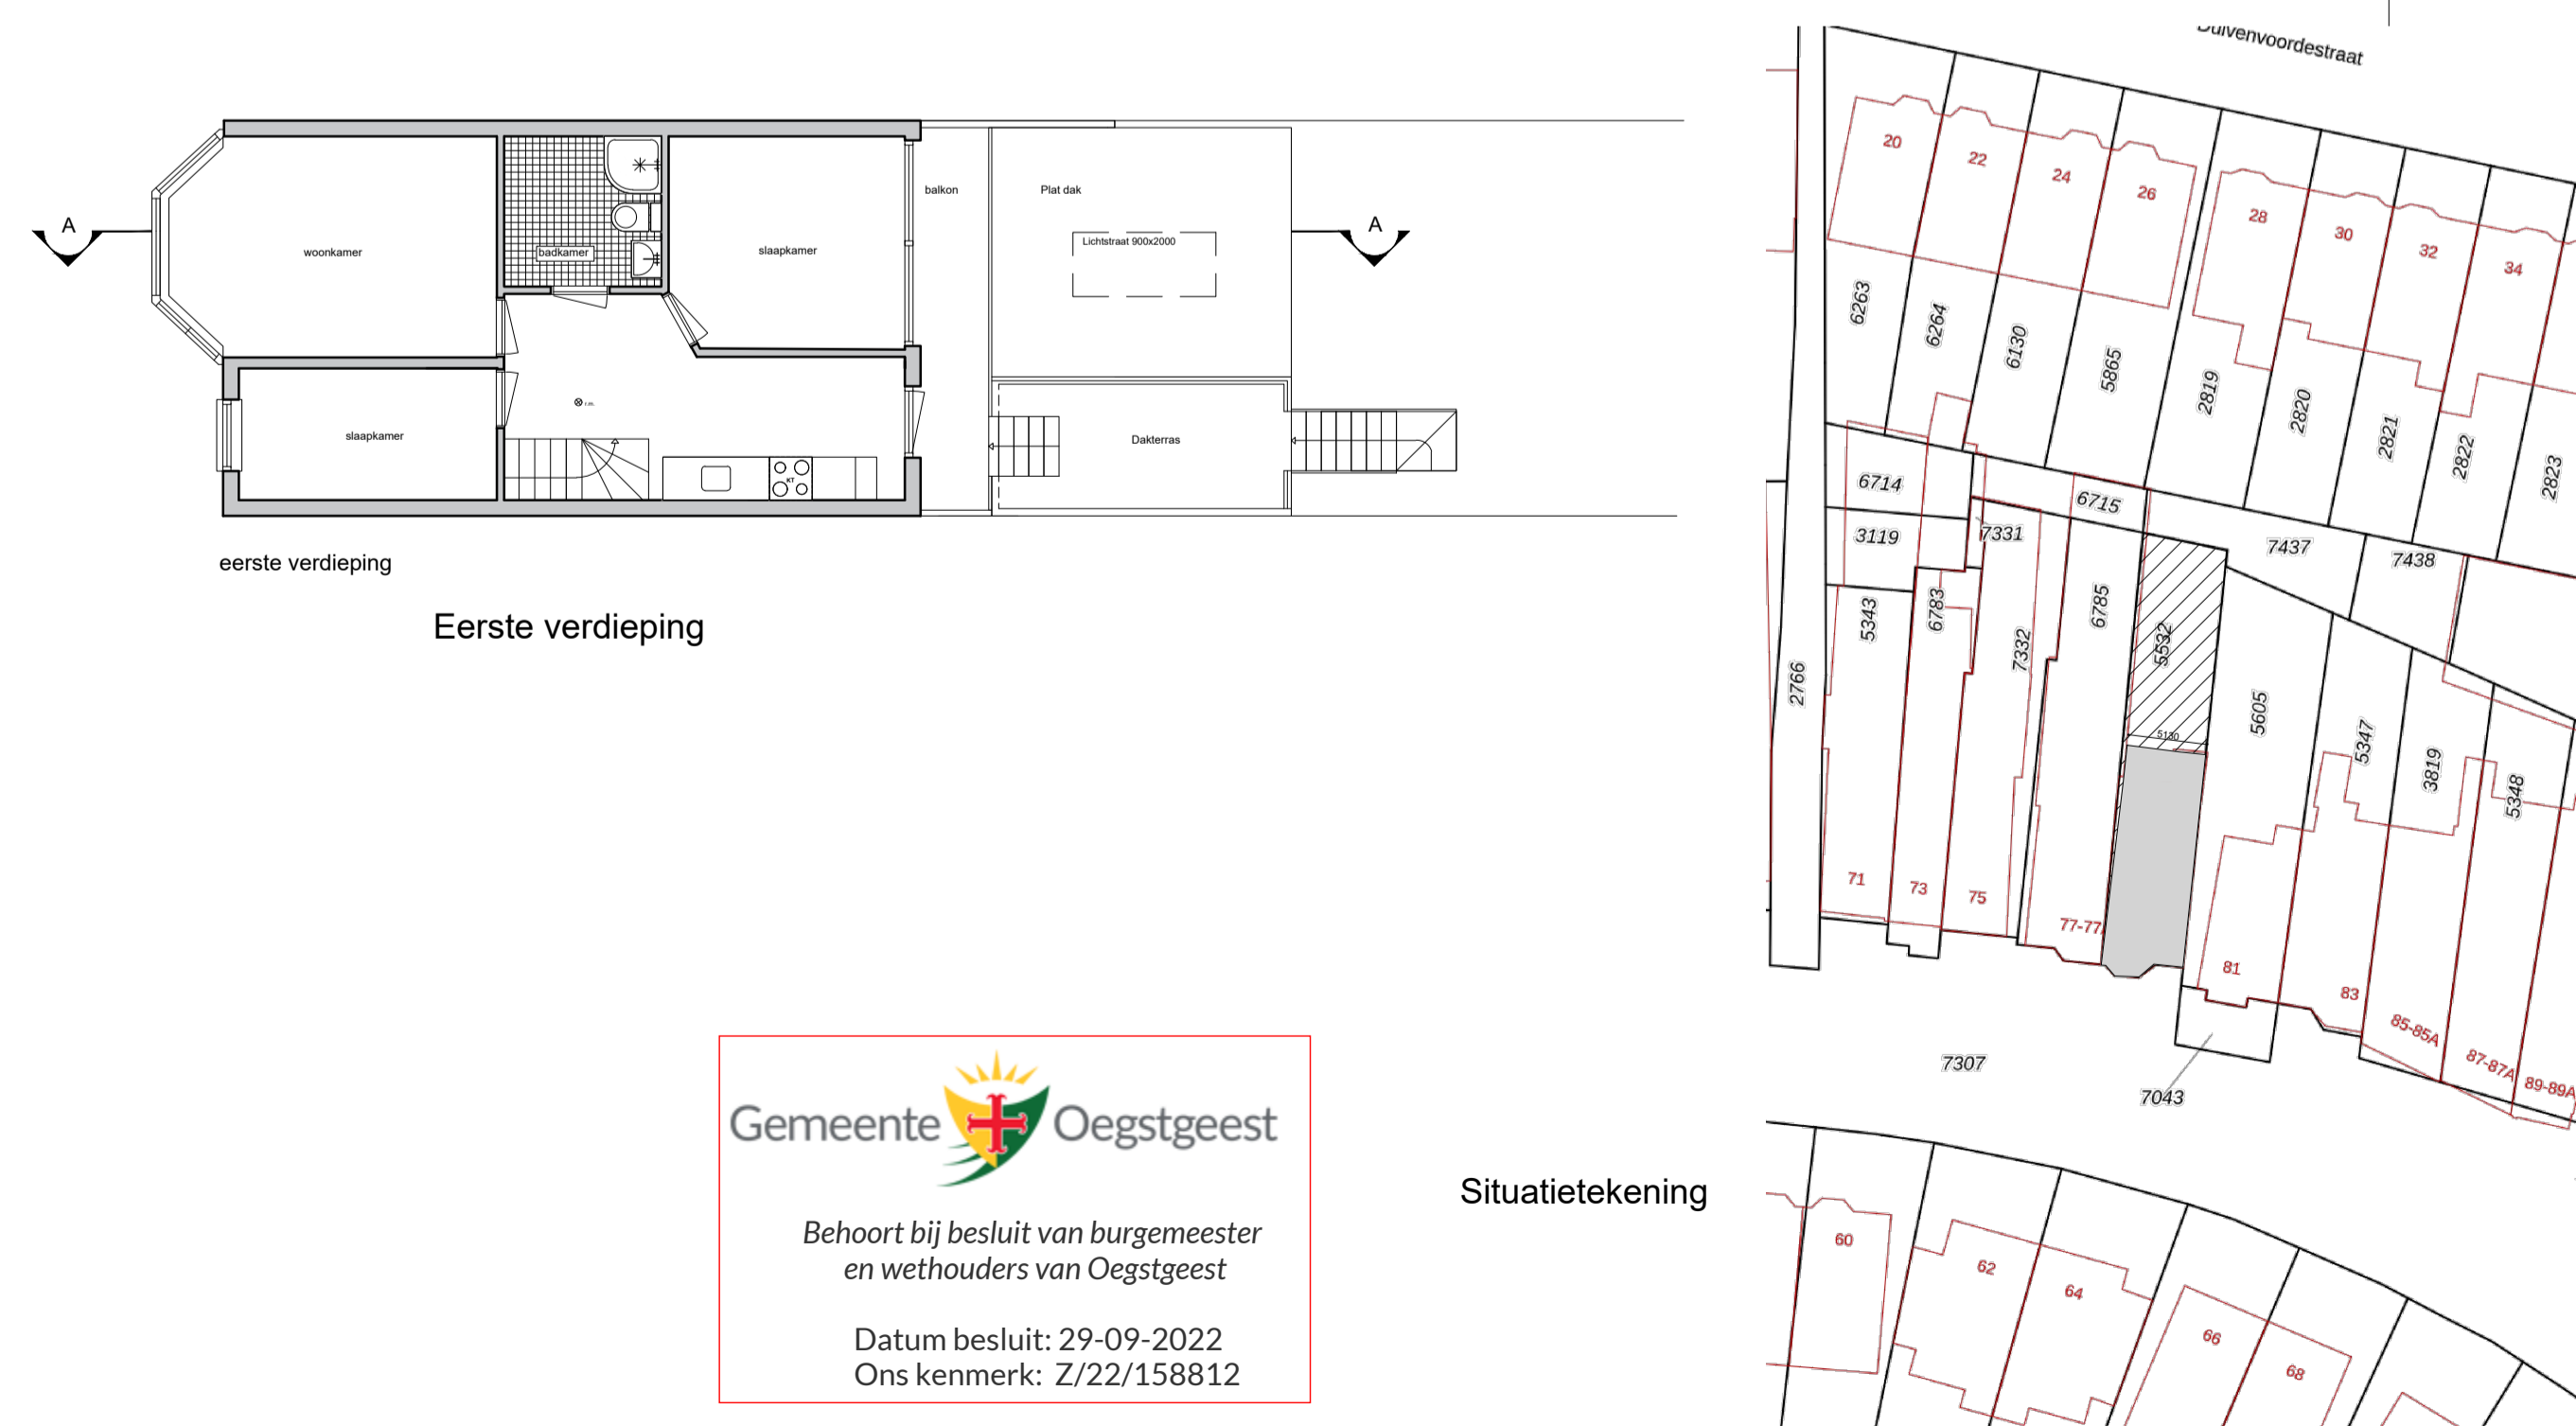 A
woonkamer
badkamer
slaapkamer
balkon
Plat dak
Lichtstraat 900x2000
A
slaapkamer
r.m.
KT
Dakterras
eerste verdieping
Eerste verdieping
Gemeente Oegstgeest
Behoort bij besluit van burgemeester
en wethouders van Oegstgeest
Datum besluit: 29-09-2022
Ons kenmerk: Z/22/158812
Situatietekening
Duivenvoordestraat
20
22
24
26
28
30
32
34
6263
6264
6130
5865
2819
2820
2821
2822
2823
6714
6715
3119
7331
7437
7438
5343
6783
7332
6785
5532
2766
5605
5347
3819
5348
5130
71
73
75
77-77
81
83
85-85A
87-87A
89-89A
7307
7043
60
62
64
66
68